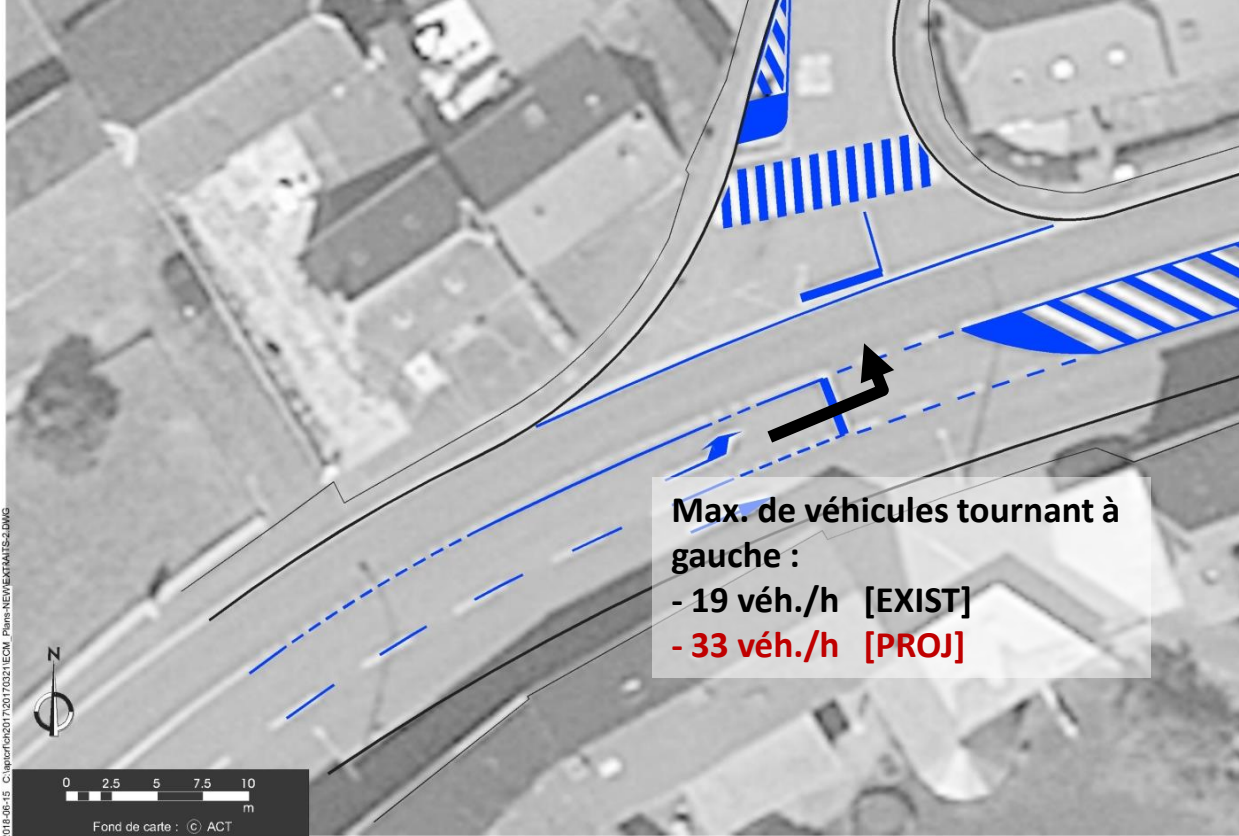 Max. de véhicules tournant à
gauche :
- 19 véh./h [EXIST]
- 33 véh./h [PROJ]
N
0 2.5 5 7.5 10
m
Fond de carte : © ACT